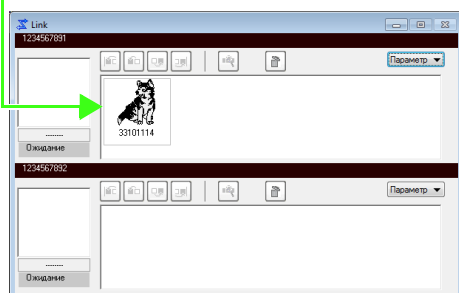 Link
1234567891
Параметр
33101114
--------
Ожидание
1234567892
Параметр
--------
Ожидание